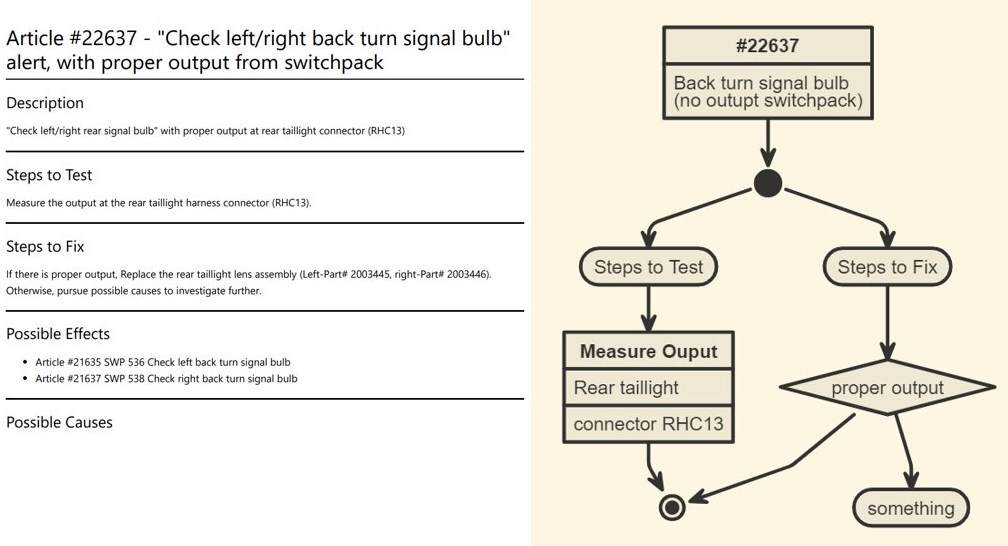 Article #22637 - "Check left/right back turn signal bulb"
alert, with proper output from switchpack
Description
"Check left/right rear signal bulb" with proper output at rear taillight connector (RHC13)
Steps to Test
Measure the output at the rear taillight harness connector (RHC13).
Steps to Fix
If there is proper output, Replace the rear taillight lens assembly (Left-Part# 2003445, right-Part# 2003446).
Otherwise, pursue possible causes to investigate further.
Possible Effects
• Article #21635 SWP 536 Check left back turn signal bulb
• Article #21637 SWP 538 Check right back turn signal bulb
Possible Causes
#22637
Back turn signal bulb
(no outupt switchpack)
Steps to Test
Steps to Fix
Measure Ouput
Rear taillight
connector RHC13
proper output
something